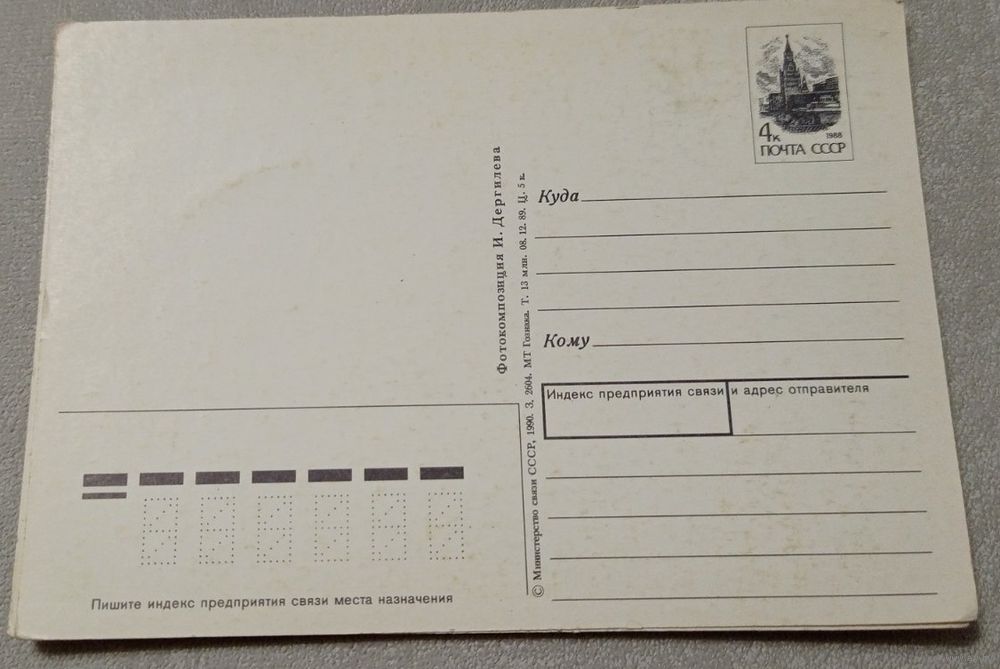 4к
1988
ПОЧТА СССР
Фотокомпозиция И. Дергилева
© Министерство связи СССР, 1990. З. 2604. МТ Гознака. Т. 13 млн. 08.12.89. Ц. 5 к.
Куда
Кому
Индекс предприятия связи и адрес отправителя
Пишите индекс предприятия связи места назначения